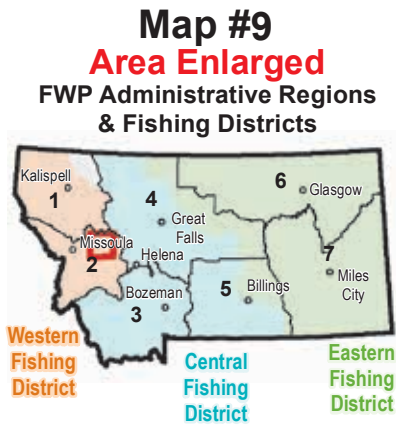 Map #9
Area Enlarged
FWP Administrative Regions
& Fishing Districts
Kalispell
1
4
6
Glasgow
Great
Falls
Missoula
2
Helena
7
Miles
City
Bozeman
3
5
Billings
Western
Fishing
District
Central
Fishing
District
Eastern
Fishing
District